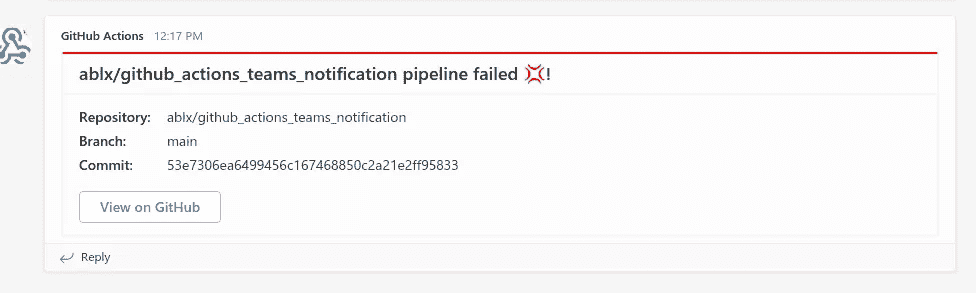 GitHub Actions 12:17 PM
ablx/github_actions_teams_notification pipeline failed 💢!
Repository: ablx/github_actions_teams_notification
Branch: main
Commit: 53e7306ea6499456c167468850c2a21e2ff95833
View on GitHub
Reply